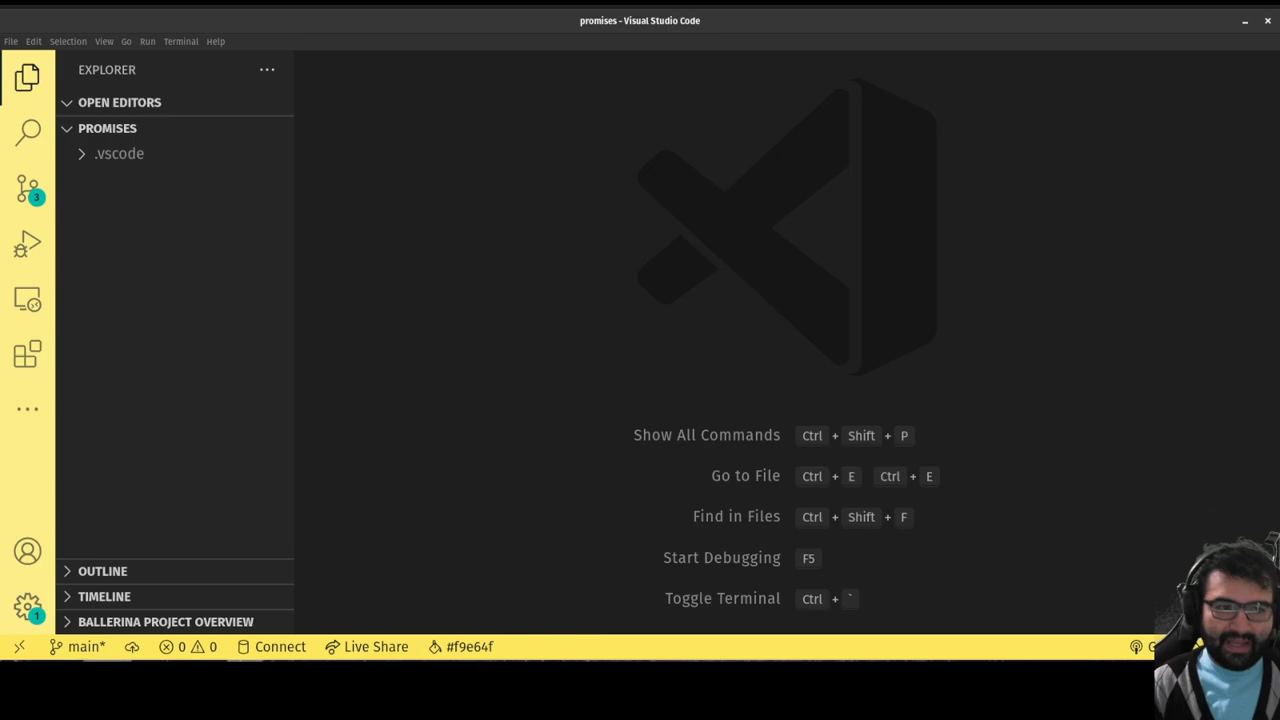 promises - Visual Studio Code
File Edit Selection View Go Run Terminal Help
EXPLORER
OPEN EDITORS
PROMISES
.vscode
3
Show All Commands Ctrl + Shift + P
Go to File Ctrl + E Ctrl + E
Find in Files Ctrl + Shift + F
Start Debugging F5
Toggle Terminal Ctrl + `
OUTLINE
TIMELINE
1
BALLERINA PROJECT OVERVIEW
main* 0 0 Connect Live Share #f9e64f